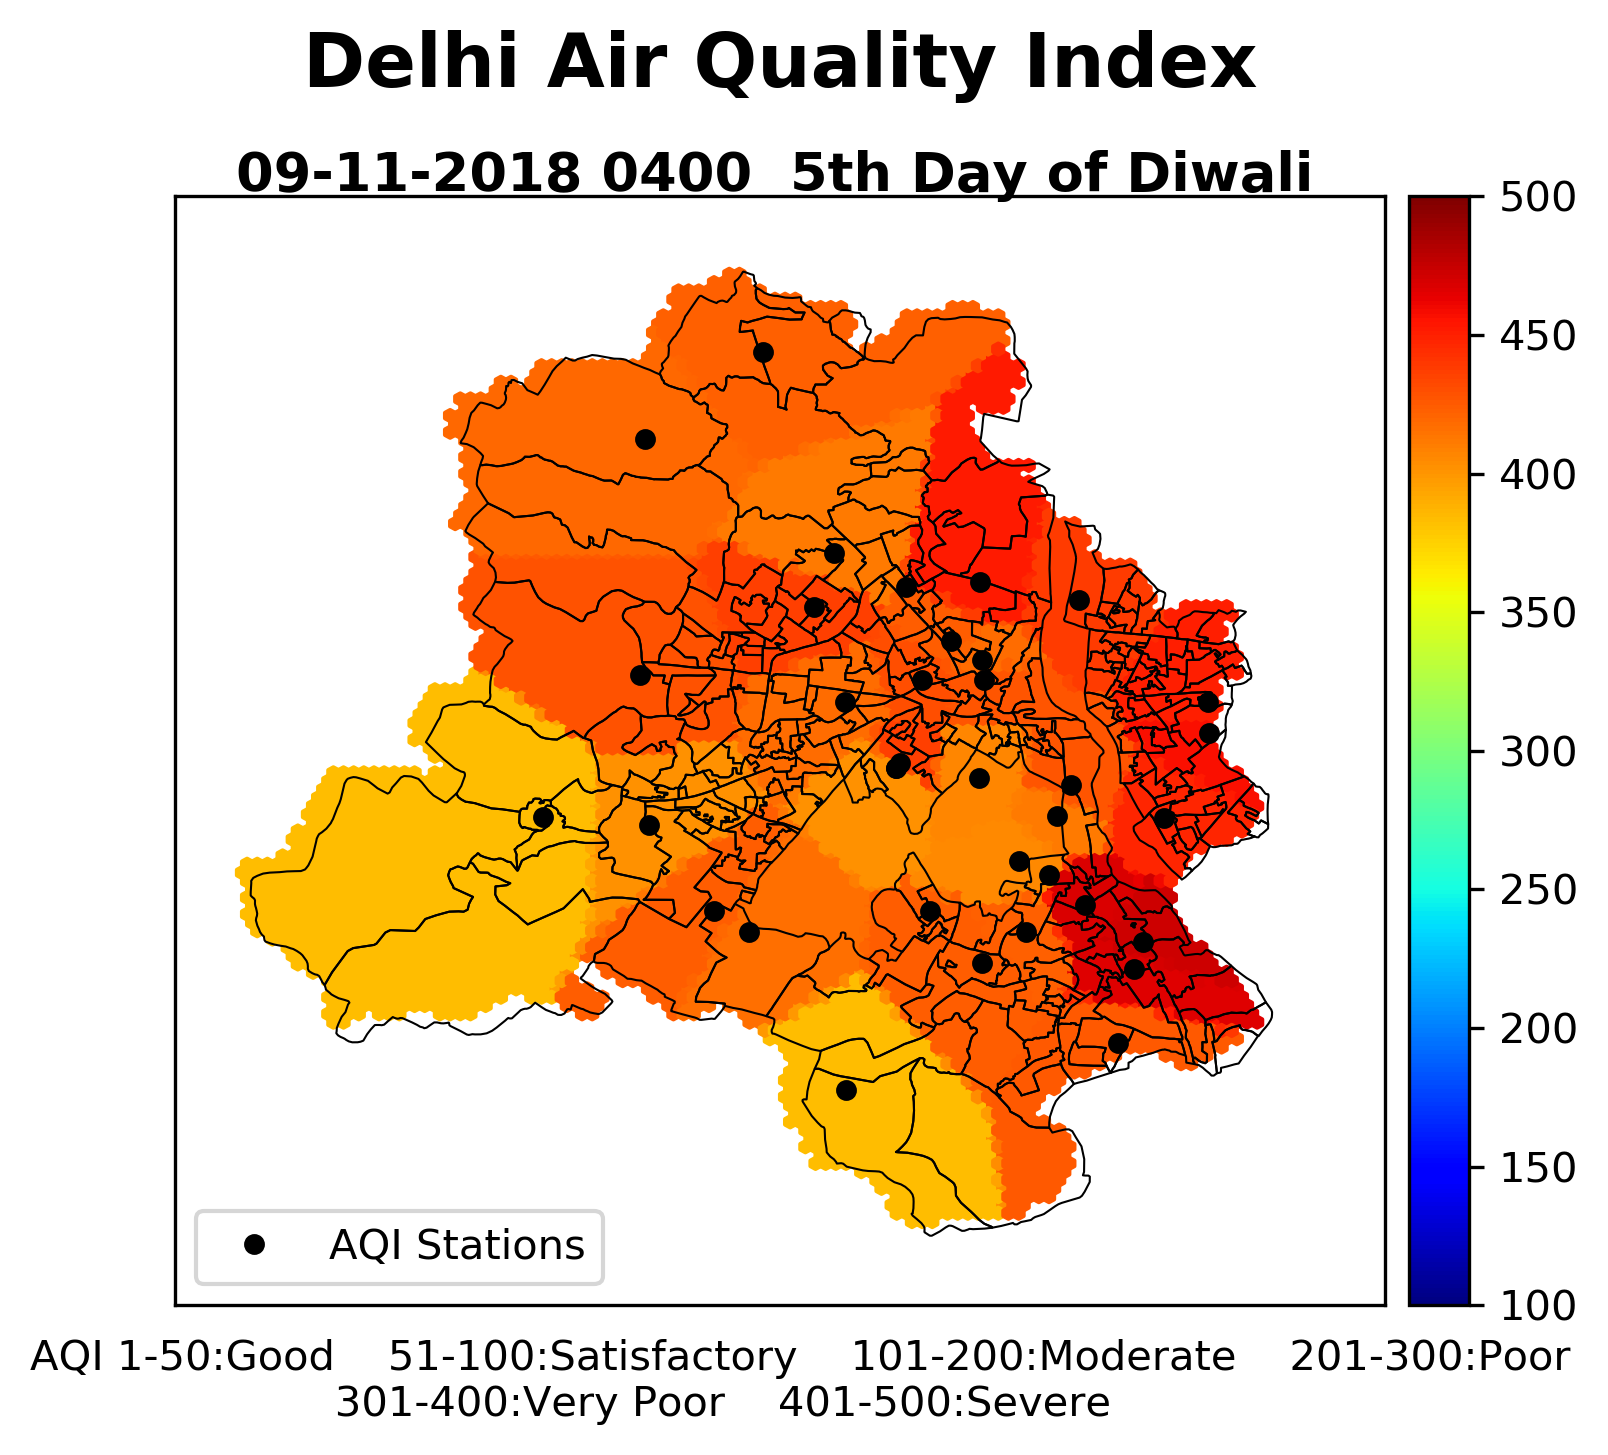 Delhi Air Quality Index
09-11-2018 0400 5th Day of Diwali
500
450
400
350
300
250
200
150
100
AQI Stations
AQI 1-50:Good 51-100:Satisfactory 101-200:Moderate 201-300:Poor
301-400:Very Poor 401-500:Severe